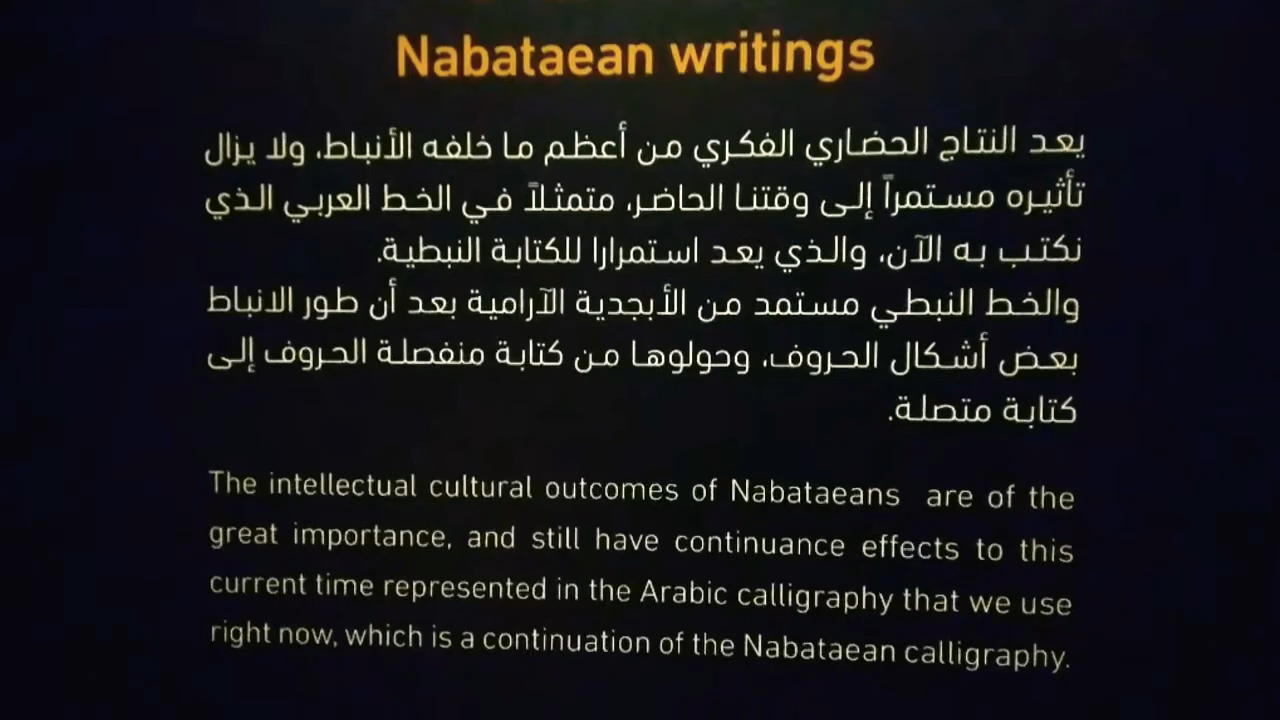 Nabataean writings
يعد النتاج الحضاري الفكري من أعظم ما خلفه الأنباط، ولا يزال
تأثيره مستمراً إلى وقتنا الحاضر، متمثلاً في الخط العربي الذي
نكتب به الآن، والذي يعد استمرارا للكتابة النبطية.
والخط النبطي مستمد من الأبجدية الآرامية بعد أن طور الانباط
بعض أشكال الحروف، وحولوها من كتابة منفصلة الحروف إلى
كتابة متصلة.
The intellectual cultural outcomes of Nabataeans are of the
great importance, and still have continuance effects to this
current time represented in the Arabic calligraphy that we use
right now, which is a continuation of the Nabataean calligraphy.